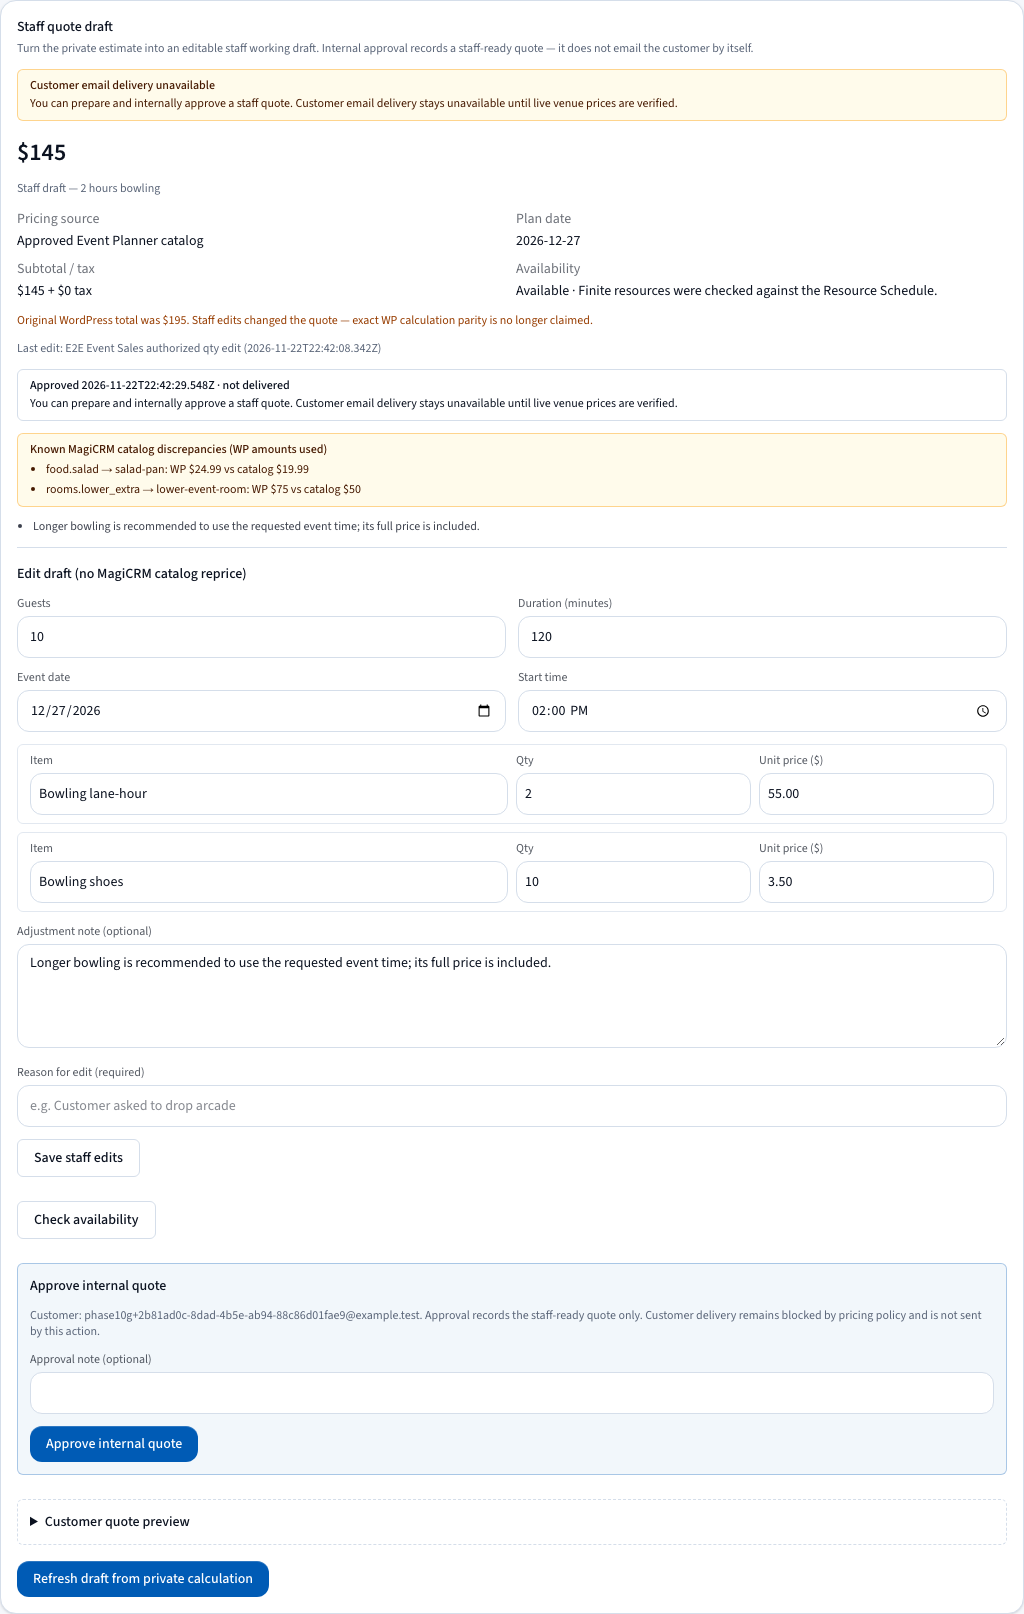 Staff quote draft
Turn the private estimate into an editable staff working draft. Internal approval records a staff-ready quote — it does not email the customer by itself.
Customer email delivery unavailable
You can prepare and internally approve a staff quote. Customer email delivery stays unavailable until live venue prices are verified.
$145
Staff draft — 2 hours bowling
Pricing source
Approved Event Planner catalog
Plan date
2026-12-27
Subtotal / tax
$145 + $0 tax
Availability
Available · Finite resources were checked against the Resource Schedule.
Original WordPress total was $195. Staff edits changed the quote — exact WP calculation parity is no longer claimed.
Last edit: E2E Event Sales authorized qty edit (2026-11-22T22:42:08.342Z)
Approved 2026-11-22T22:42:29.548Z · not delivered
You can prepare and internally approve a staff quote. Customer email delivery stays unavailable until live venue prices are verified.
Known MagiCRM catalog discrepancies (WP amounts used)
• food.salad → salad-pan: WP $24.99 vs catalog $19.99
• rooms.lower_extra → lower-event-room: WP $75 vs catalog $50
• Longer bowling is recommended to use the requested event time; its full price is included.
Edit draft (no MagiCRM catalog reprice)
Guests
10
Duration (minutes)
120
Event date
12/27/2026
Start time
02:00 PM
Item
Bowling lane-hour
Qty
2
Unit price ($)
55.00
Item
Bowling shoes
Qty
10
Unit price ($)
3.50
Adjustment note (optional)
Longer bowling is recommended to use the requested event time; its full price is included.
Reason for edit (required)
e.g. Customer asked to drop arcade
Save staff edits
Check availability
Approve internal quote
Customer: phase10g+2b81ad0c-8dad-4b5e-ab94-88c86d01fae9@example.test. Approval records the staff-ready quote only. Customer delivery remains blocked by pricing policy and is not sent
by this action.
Approval note (optional)
Approve internal quote
▶ Customer quote preview
Refresh draft from private calculation